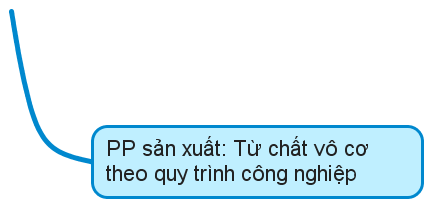 PP sản xuất: Từ chất vô cơ
theo quy trình công nghiệp